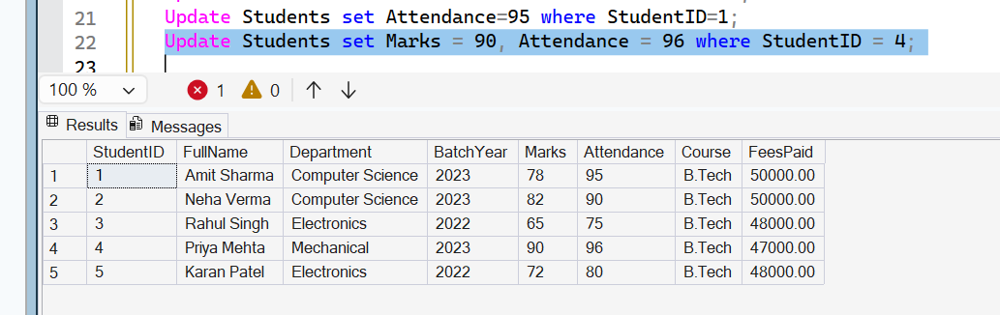 21 Update Students set Attendance=95 where StudentID=1;
22 Update Students set Marks = 90, Attendance = 96 where StudentID = 4;
23
100 % 1 0
Results Messages
StudentID FullName Department BatchYear Marks Attendance Course FeesPaid
1 1 Amit Sharma Computer Science 2023 78 95 B.Tech 50000.00
2 2 Neha Verma Computer Science 2023 82 90 B.Tech 50000.00
3 3 Rahul Singh Electronics 2022 65 75 B.Tech 48000.00
4 4 Priya Mehta Mechanical 2023 90 96 B.Tech 47000.00
5 5 Karan Patel Electronics 2022 72 80 B.Tech 48000.00